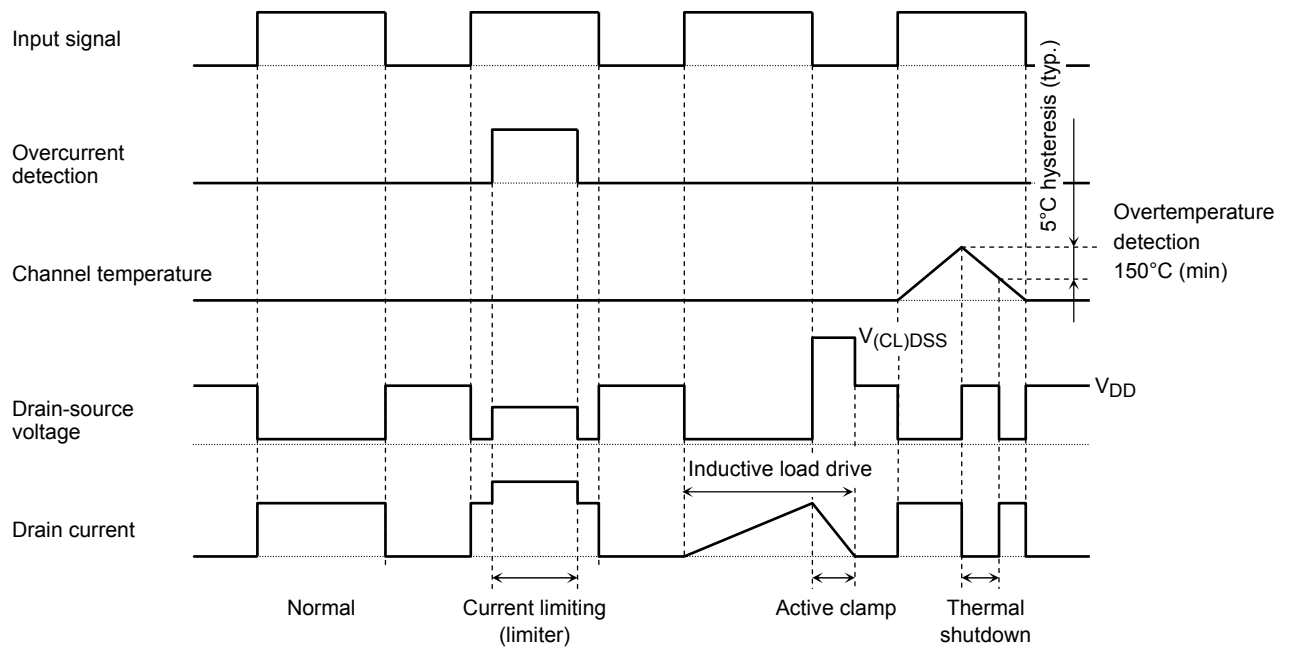 Input signal
5°C hysteresis (typ.)
Overcurrent
detection
Overtemperature
detection
150°C (min)
Channel temperature
V(CL)DSS
VDD
Drain-source
voltage
Inductive load drive
Drain current
Normal
Current limiting
(limiter)
Active clamp
Thermal
shutdown